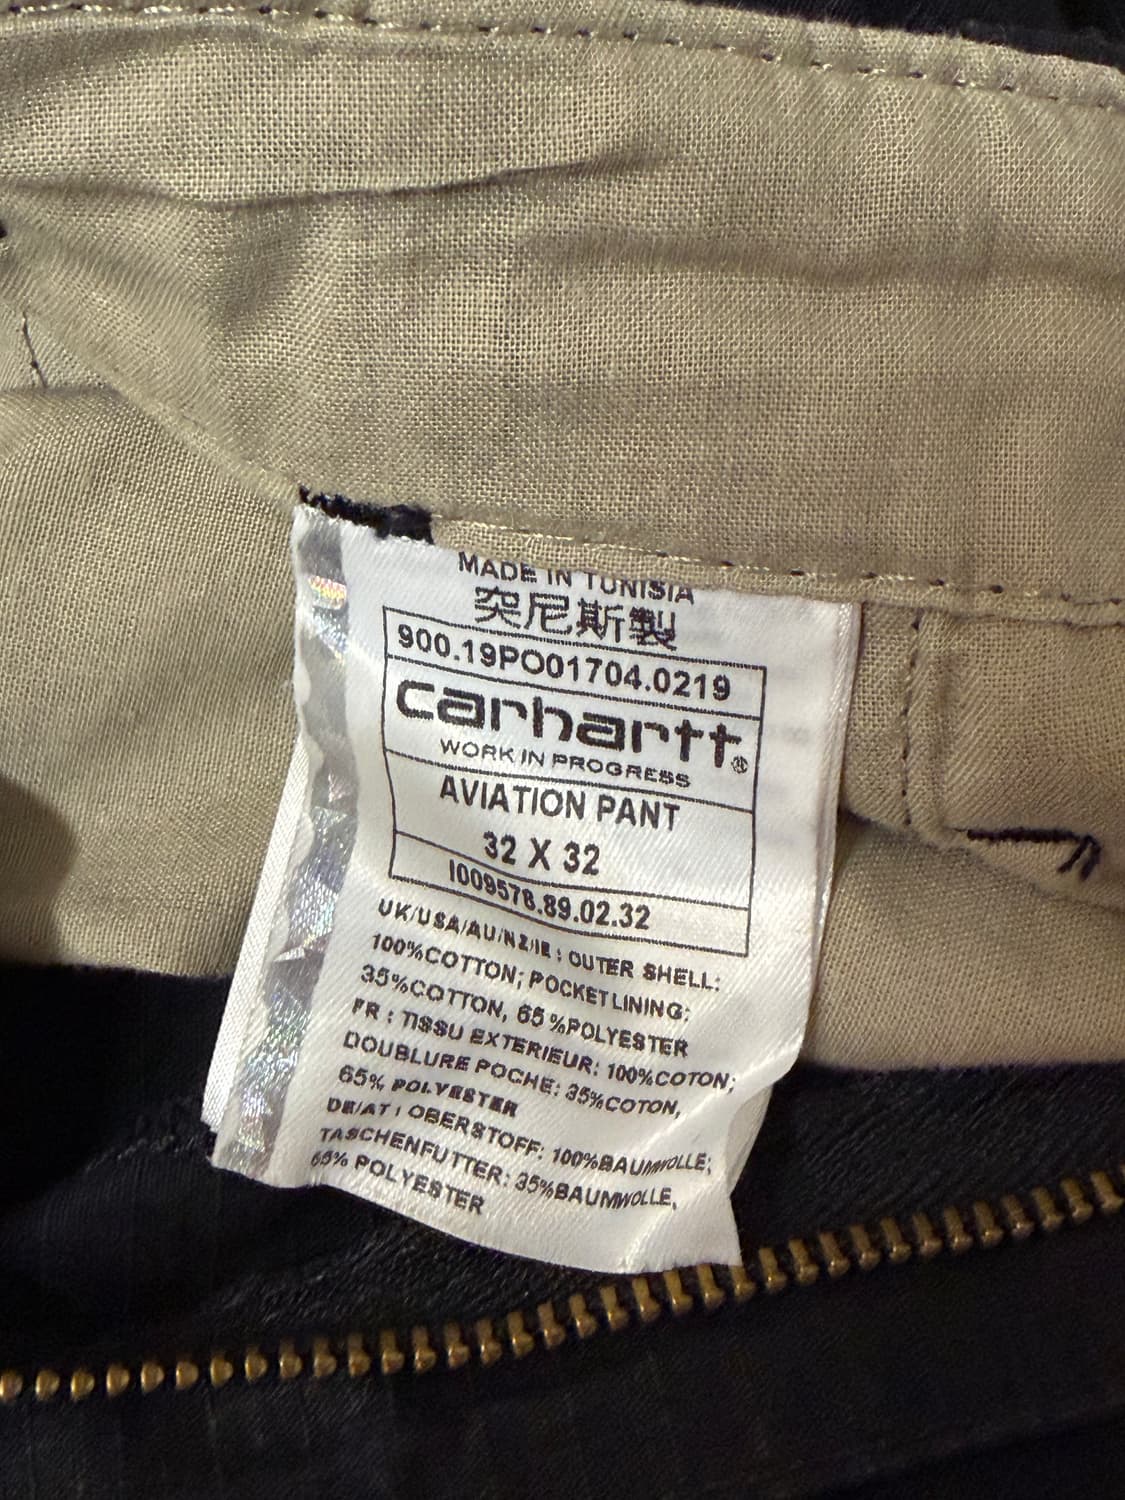 MADE IN TUNISIA
突尼斯製
900.19PO01704.0219
carhartt®
WORK IN PROGRESS
AVIATION PANT
32 X 32
I009578.89.02.32
UK/USA/AU/NZ/IE : OUTER SHELL:
100%COTTON; POCKETLINING:
35%COTTON, 65%POLYESTER
FR : TISSU EXTERIEUR: 100%COTON;
DOUBLURE POCHE: 35%COTON,
65% POLYESTER
DE/AT : OBERSTOFF: 100%BAUMWOLLE;
TASCHENFUTTER: 35%BAUMWOLLE,
65% POLYESTER